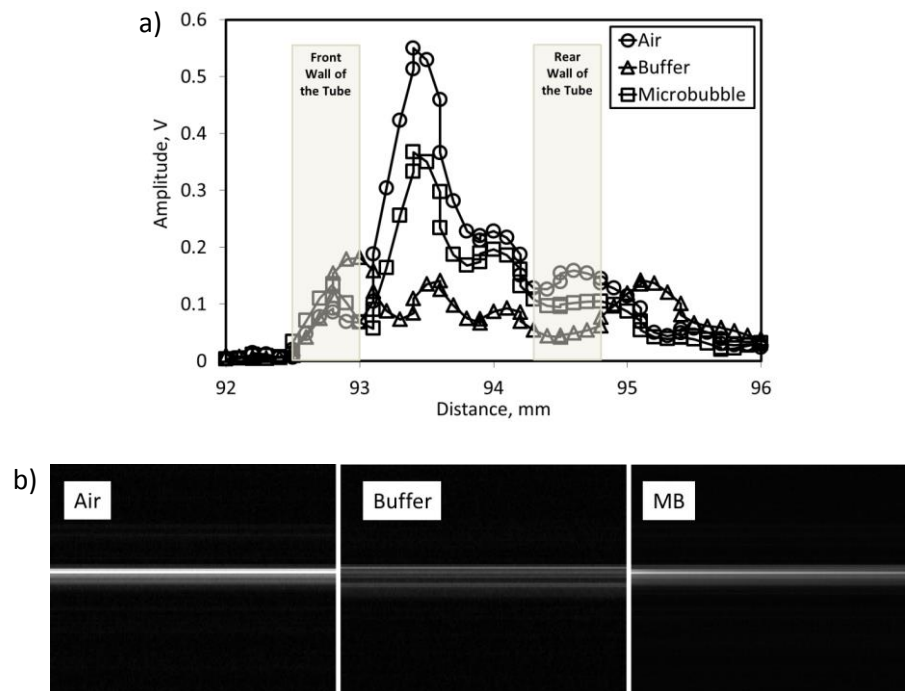 a)
Air
Buffer
Microbubble
Front
Wall of
the Tube
Rear
Wall of
the Tube
0.6
0.5
0.4
0.3
0.2
0.1
0
Amplitude, V
92
93
94
95
96
Distance, mm
b)
Air
Buffer
MB